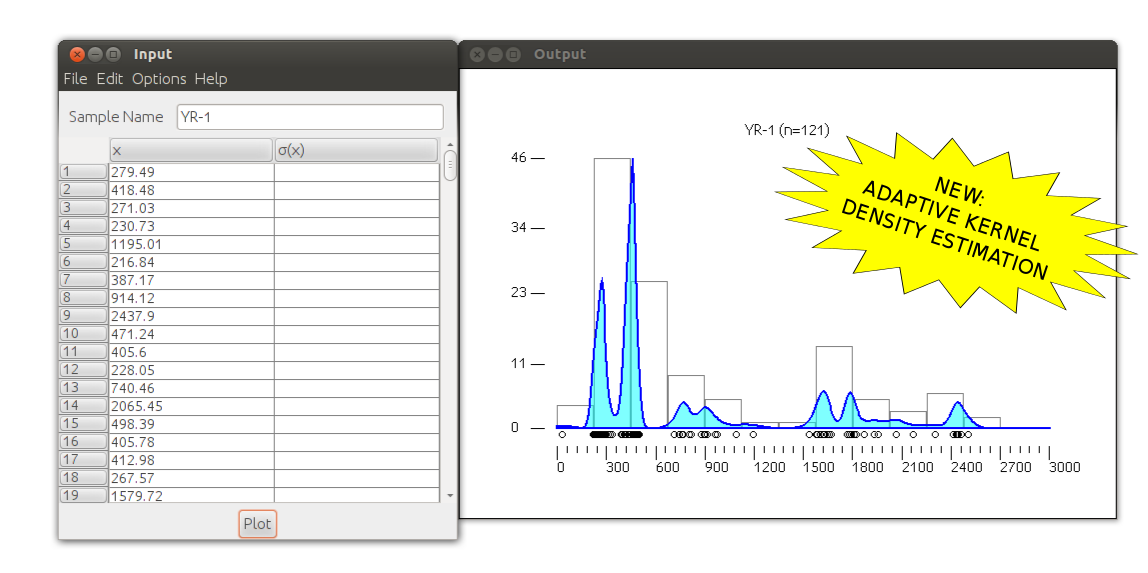 Input
File Edit Options Help
Sample Name YR-1
x σ(x)
1 279.49
2 418.48
3 271.03
4 230.73
5 1195.01
6 216.84
7 387.17
8 914.12
9 2437.9
10 471.24
11 405.6
12 228.05
13 740.46
14 2065.45
15 498.39
16 405.78
17 412.98
18 267.57
19 1579.72
Plot
Output
YR-1 (n=121)
NEW:
ADAPTIVE KERNEL
DENSITY ESTIMATION
46
34
23
11
0
0 300 600 900 1200 1500 1800 2100 2400 2700 3000